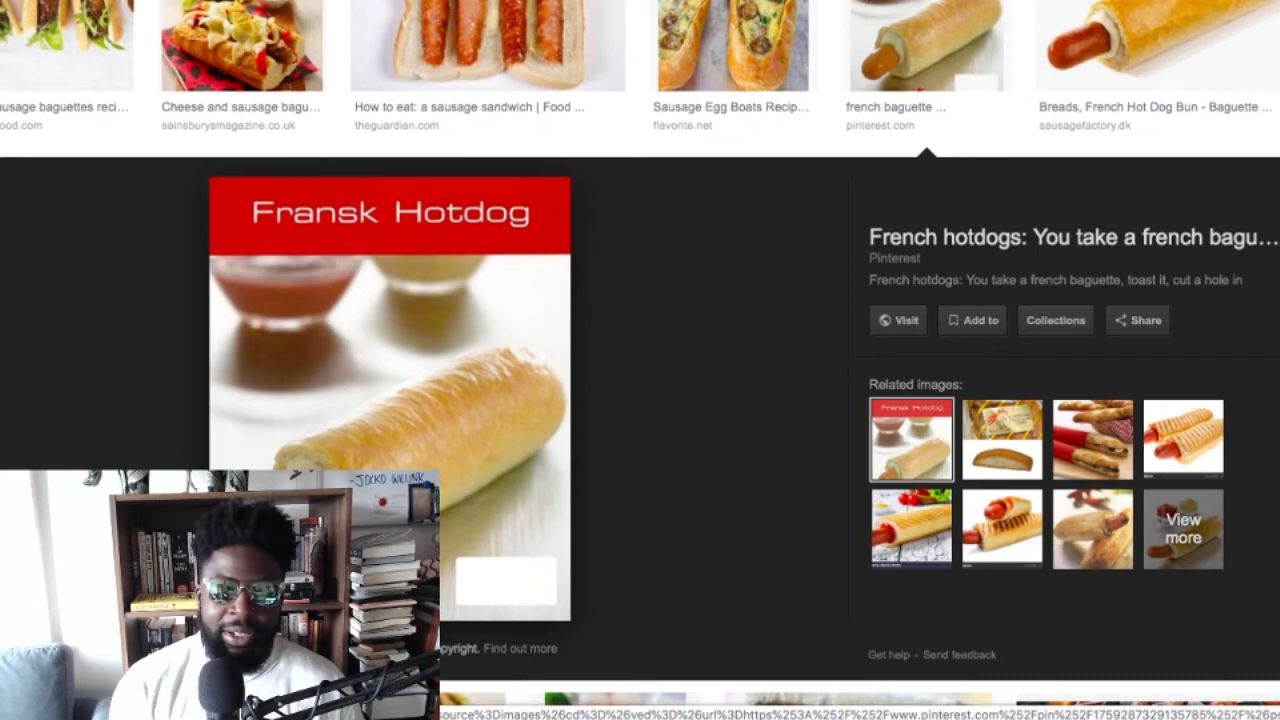 ausage baguettes reci...
ood.com
Cheese and sausage bagu...
sainsburysmagazine.co.uk
How to eat: a sausage sandwich | Food ...
theguardian.com
Sausage Egg Boats Recip...
flavorite.net
french baguette ...
pinterest.com
Breads, French Hot Dog Bun - Baguette ...
sausagefactory.dk
Fransk Hotdog
French hotdogs: You take a french bagu...
Pinterest
French hotdogs: You take a french baguette, toast it, cut a hole in
Visit
Add to
Collections
Share
Related images:
Fransk Hotdog
View
more
-JOCKO WILLINK
pyright. Find out more
Get help - Send feedback
source%3Dimages%26cd%3D%26ved%3D%26url%3Dhttps%253A%252F%252Fwww.pinterest.com%252Fpin%252F